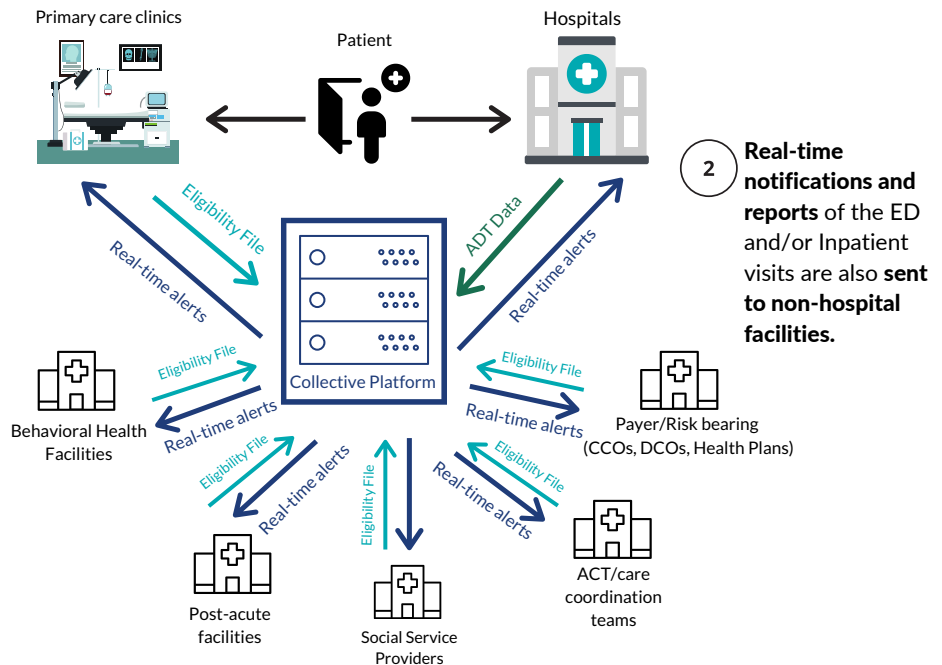 Primary care clinics
Patient
Hospitals
2
Real-time
notifications and
reports of the ED
and/or Inpatient
visits are also sent
to non-hospital
facilities.
Eligibility File
Real-time alerts
ADT Data
Real-time alerts
Collective Platform
Eligibility File
Real-time alerts
Behavioral Health
Facilities
Eligibility File
Real-time alerts
Payer/Risk bearing
(CCOs, DCOs, Health Plans)
Eligibility File
Real-time alerts
Post-acute
facilities
Eligibility File
Social Service
Providers
Eligibility File
Real-time alerts
ACT/care
coordination
teams